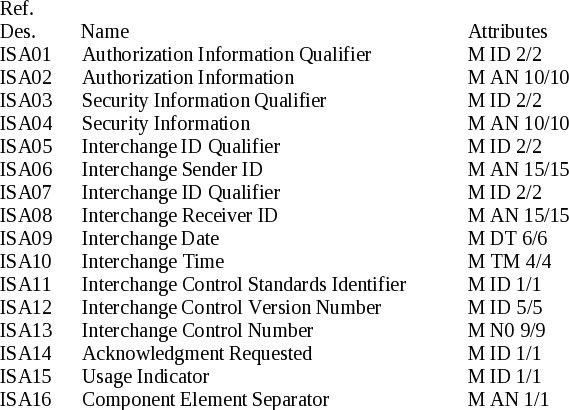 Ref.
Des. Name Attributes
ISA01 Authorization Information Qualifier M ID 2/2
ISA02 Authorization Information M AN 10/10
ISA03 Security Information Qualifier M ID 2/2
ISA04 Security Information M AN 10/10
ISA05 Interchange ID Qualifier M ID 2/2
ISA06 Interchange Sender ID M AN 15/15
ISA07 Interchange ID Qualifier M ID 2/2
ISA08 Interchange Receiver ID M AN 15/15
ISA09 Interchange Date M DT 6/6
ISA10 Interchange Time M TM 4/4
ISA11 Interchange Control Standards Identifier M ID 1/1
ISA12 Interchange Control Version Number M ID 5/5
ISA13 Interchange Control Number M N0 9/9
ISA14 Acknowledgment Requested M ID 1/1
ISA15 Usage Indicator M ID 1/1
ISA16 Component Element Separator M AN 1/1